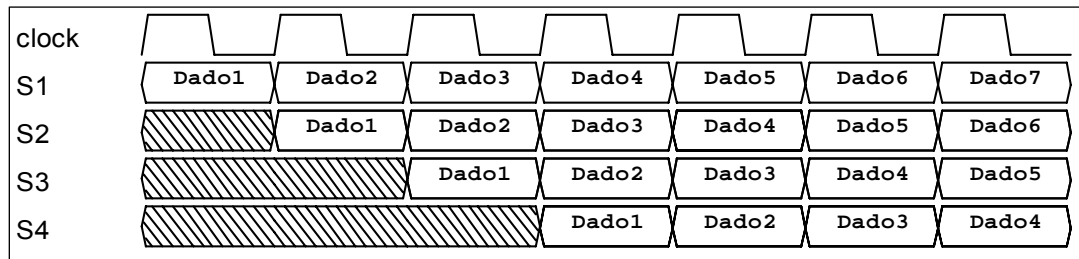 clock
S1 Dado1 Dado2 Dado3 Dado4 Dado5 Dado6 Dado7
S2 Dado1 Dado2 Dado3 Dado4 Dado5 Dado6
S3 Dado1 Dado2 Dado3 Dado4 Dado5
S4 Dado1 Dado2 Dado3 Dado4